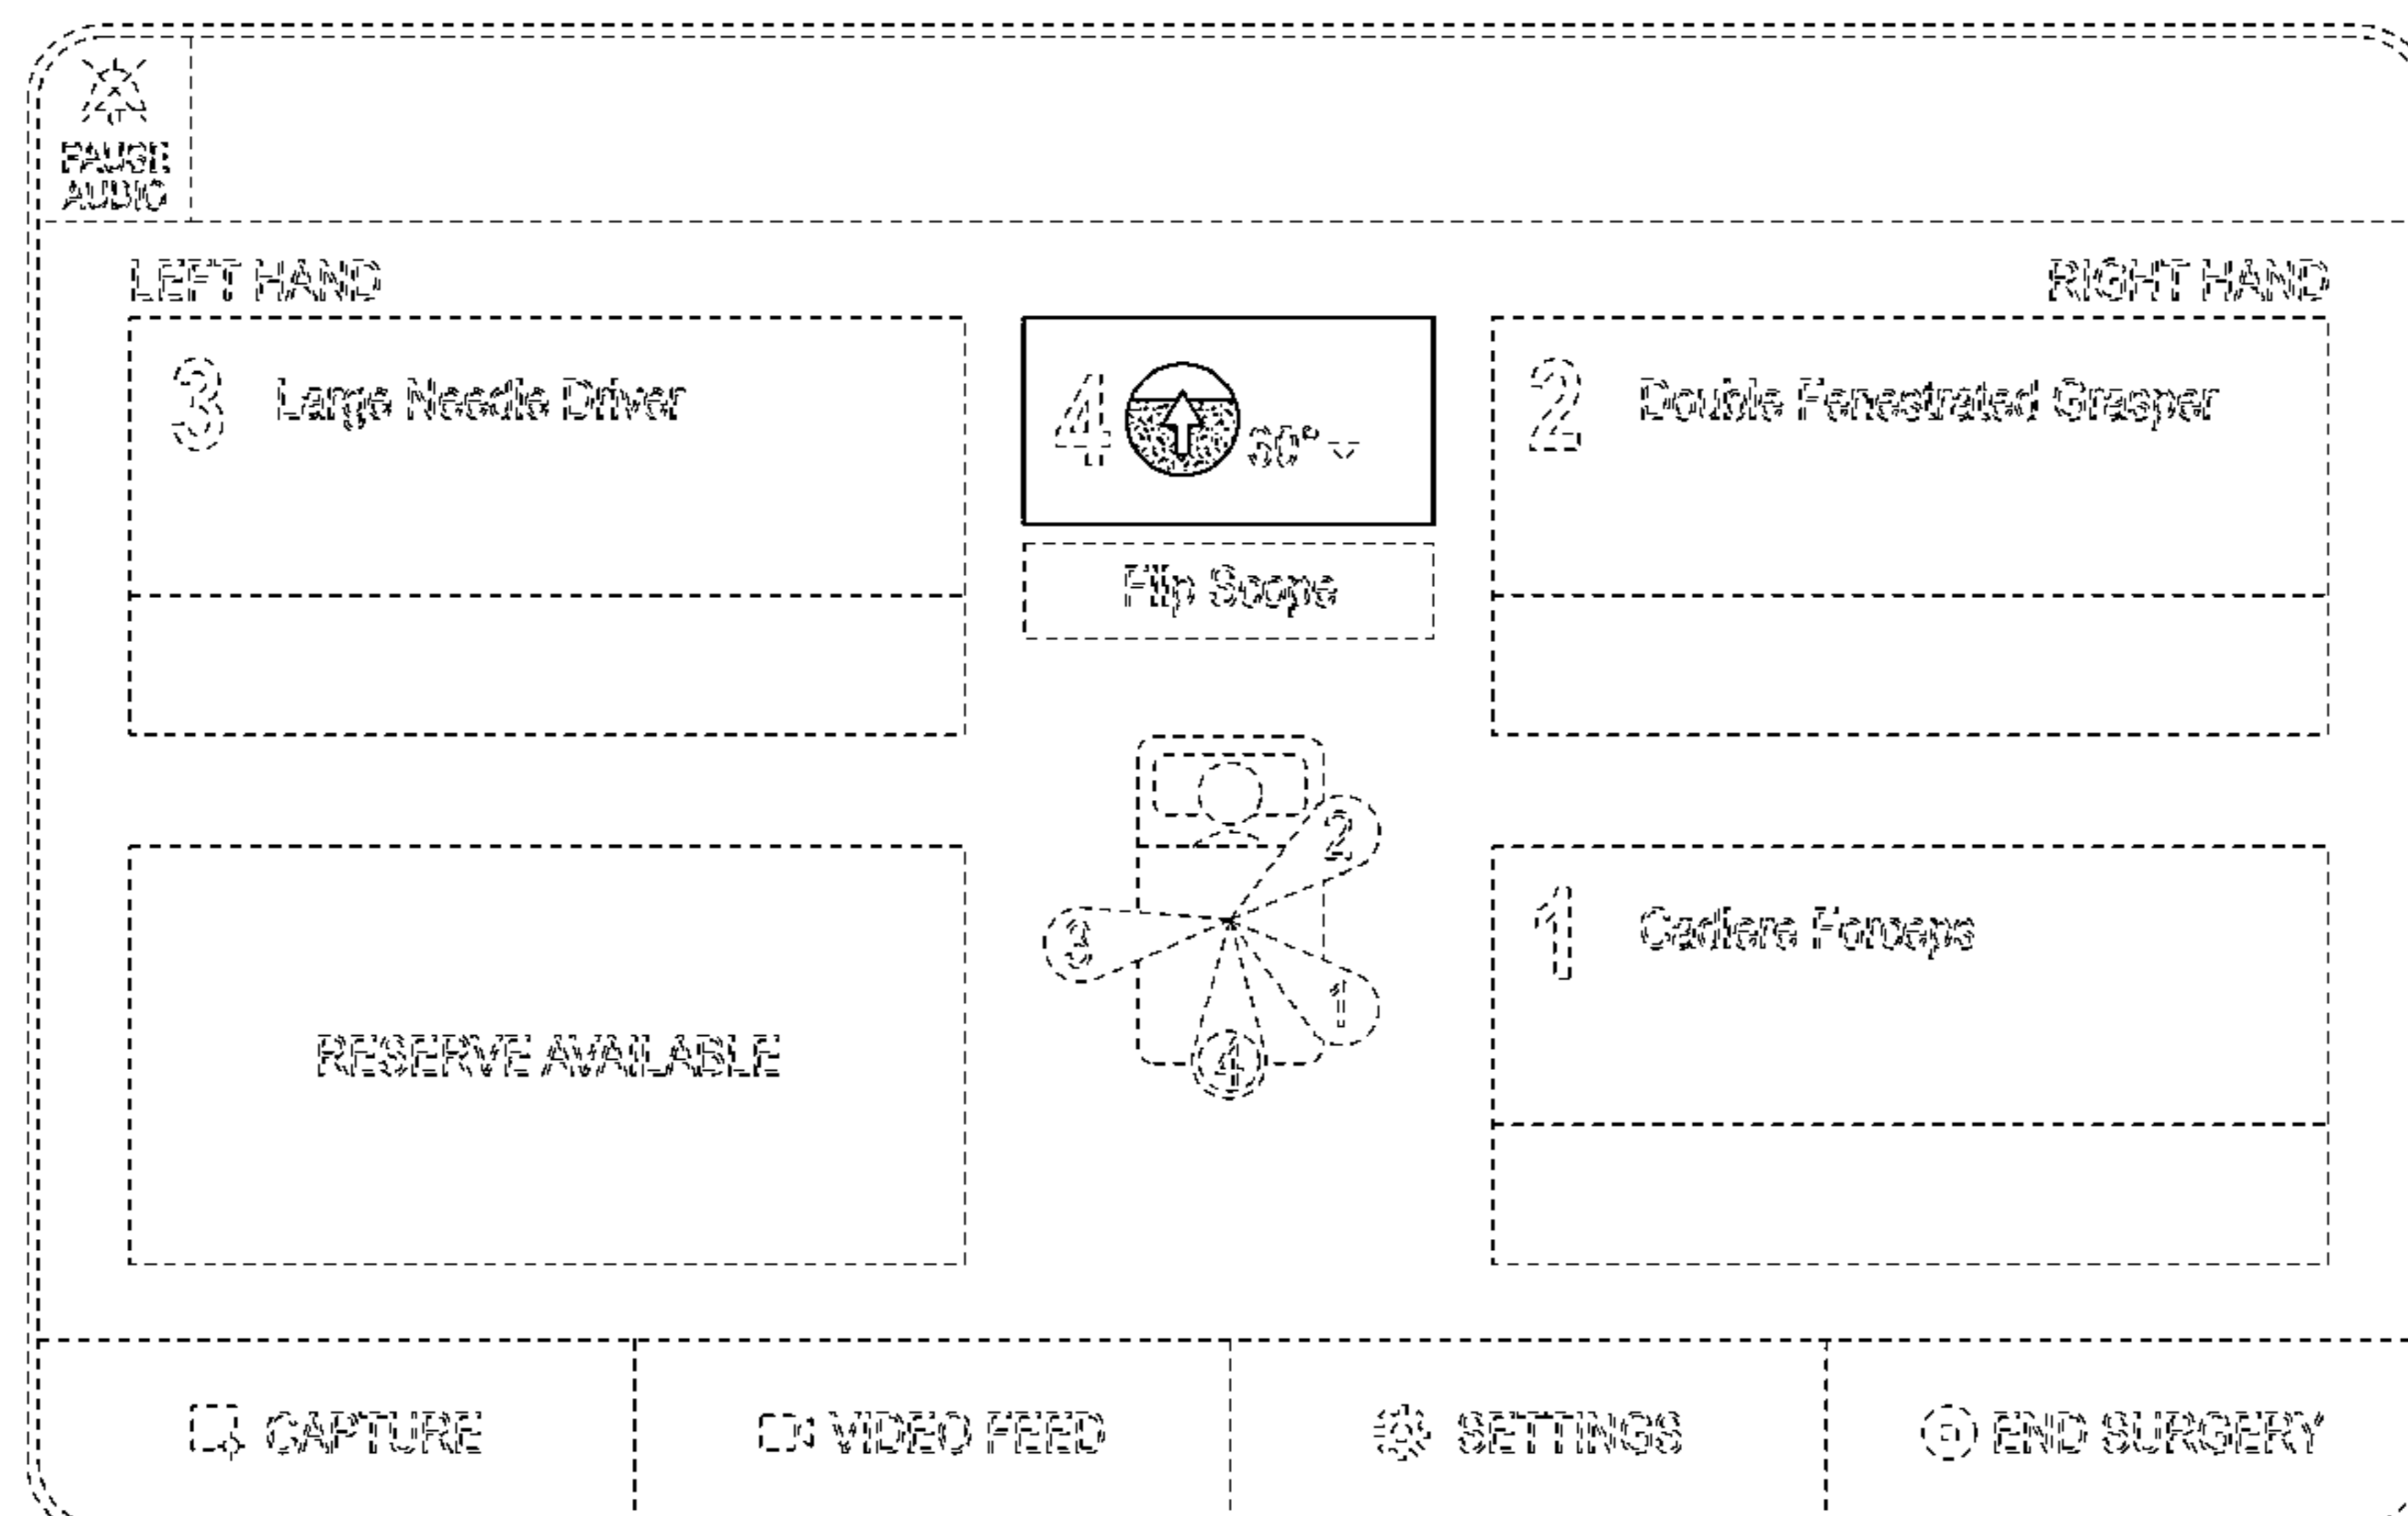 PAUSE
AUDIO
LEFT HAND
RIGHT HAND
3 Large Needle Driver
4 30°
2 Double Fenestrated Grasper
Flip Scope
2
3
1
4
RESERVE AVAILABLE
1 Cadiere Forceps
CAPTURE
VIDEO FEED
SETTINGS
END SURGERY